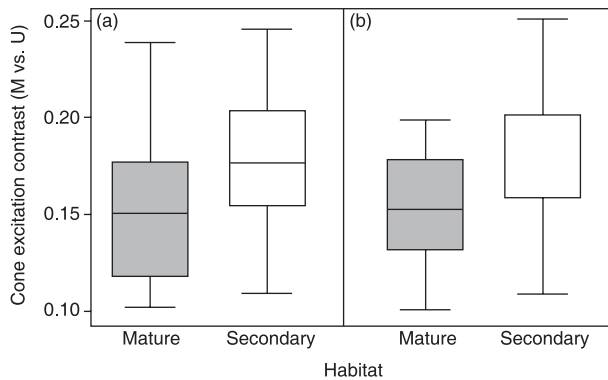 Cone excitation contrast (M vs. U)
0.25
0.20
0.15
0.10
(a)
(b)
Mature Secondary Mature Secondary
Habitat